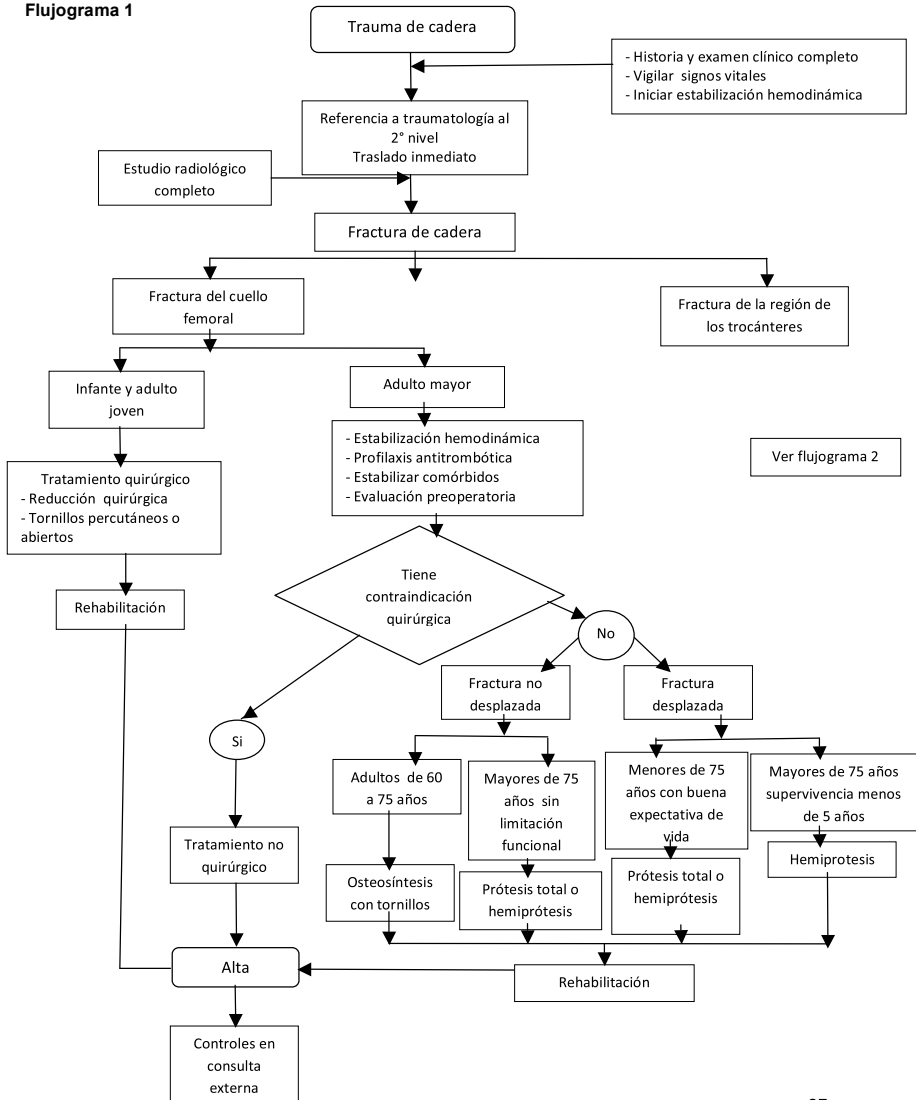 Flujograma 1
Trauma de cadera
- Historia y examen clínico completo
- Vigilar signos vitales
- Iniciar estabilización hemodinámica
Referencia a traumatología al
2° nivel
Traslado inmediato
Estudio radiológico
completo
Fractura de cadera
Fractura del cuello
femoral
Fractura de la región de
los trocánteres
Infante y adulto
joven
Adulto mayor
- Estabilización hemodinámica
- Profilaxis antitrombótica
- Estabilizar comórbidos
- Evaluación preoperatoria
Ver flujograma 2
Tratamiento quirúrgico
- Reducción quirúrgica
- Tornillos percutáneos o
abiertos
Tiene
contraindicación
quirúrgica
Rehabilitación
No
Fractura no
desplazada
Fractura
desplazada
Si
Adultos de 60
a 75 años
Mayores de 75
años sin
limitación
funcional
Menores de 75
años con buena
expectativa de
vida
Mayores de 75 años
supervivencia menos
de 5 años
Tratamiento no
quirúrgico
Osteosíntesis
con tornillos
Prótesis total o
hemiprótesis
Prótesis total o
hemiprótesis
Hemiprotesis
Alta
Rehabilitación
Controles en
consulta
externa